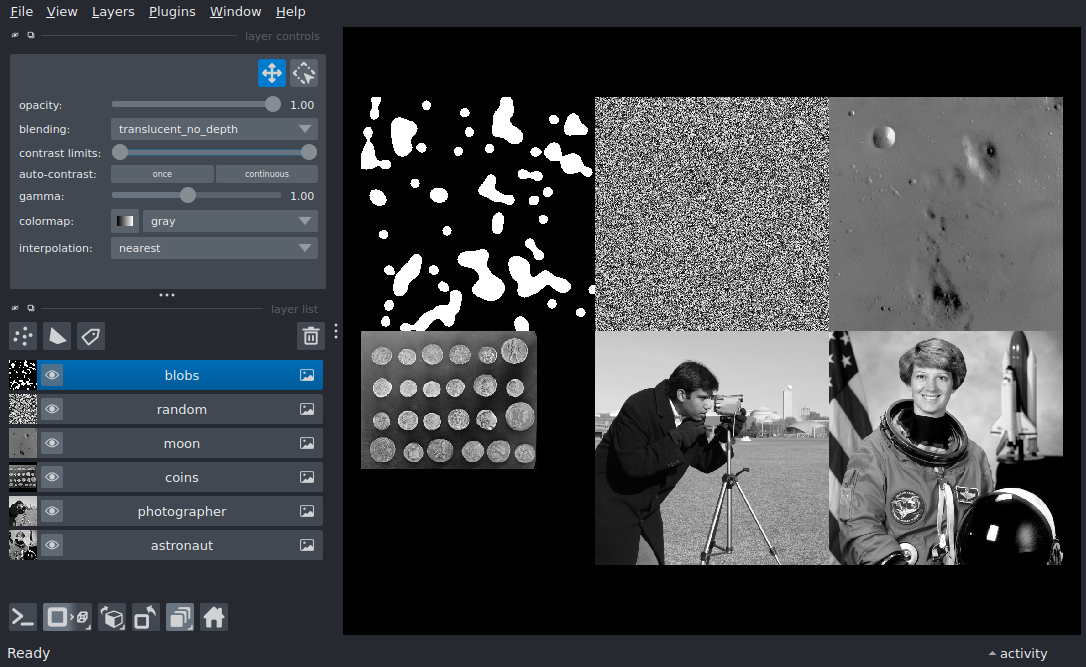 File View Layers Plugins Window Help
layer controls
opacity: 1.00
blending: translucent_no_depth
contrast limits:
auto-contrast: once continuous
gamma: 1.00
colormap: gray
interpolation: nearest
layer list
blobs
random
moon
coins
photographer
astronaut
Ready
activity